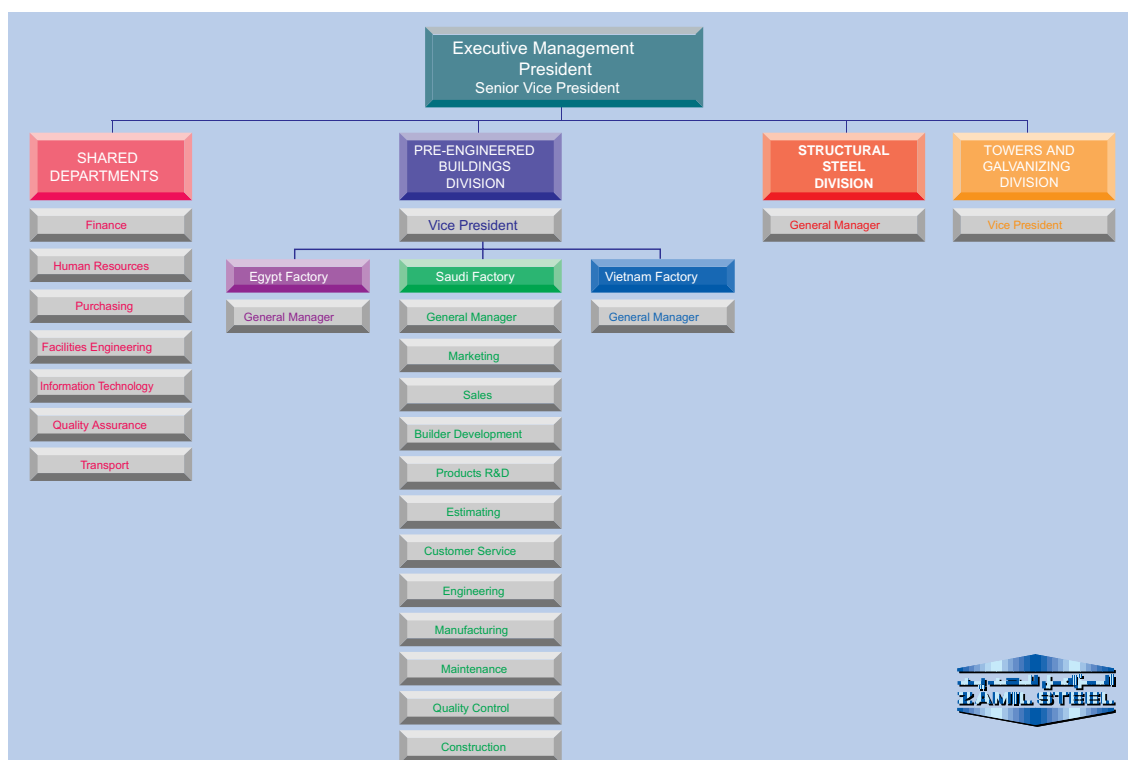 Executive Management
President
Senior Vice President
SHARED
DEPARTMENTS
Finance
Human Resources
Purchasing
Facilities Engineering
Information Technology
Quality Assurance
Transport
PRE-ENGINEERED
BUILDINGS
DIVISION
Vice President
Egypt Factory
General Manager
Saudi Factory
General Manager
Marketing
Sales
Builder Development
Products R&D
Estimating
Customer Service
Engineering
Manufacturing
Maintenance
Quality Control
Construction
Vietnam Factory
General Manager
STRUCTURAL
STEEL
DIVISION
General Manager
TOWERS AND
GALVANIZING
DIVISION
Vice President
ZAMIL STEEL